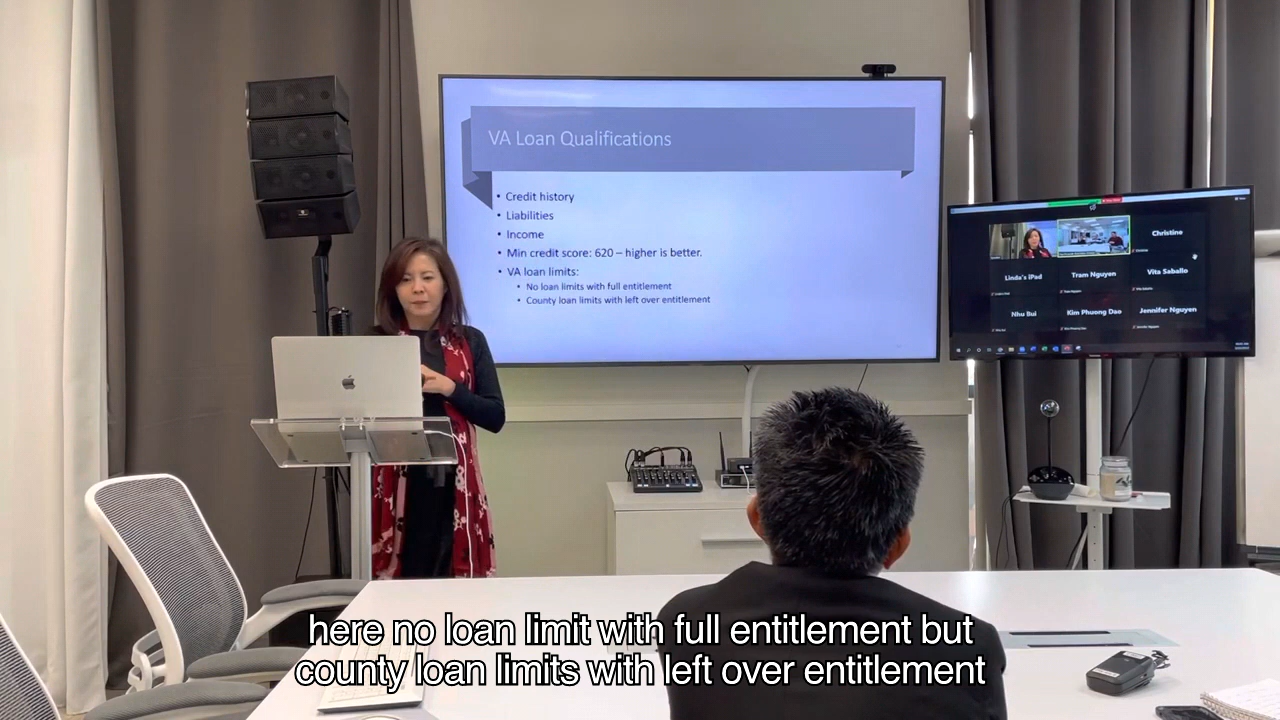 VA Loan Qualifications
• Credit history
• Liabilities
• Income
• Min credit score: 620 – higher is better.
• VA loan limits:
• No loan limits with full entitlement
• County loan limits with left over entitlement
Christine
Linda's iPad
Tram Nguyen
Vita Saballo
Nhu Bui
Kim Phuong Dao
Jennifer Nguyen
here no loan limit with full entitlement but
county loan limits with left over entitlement